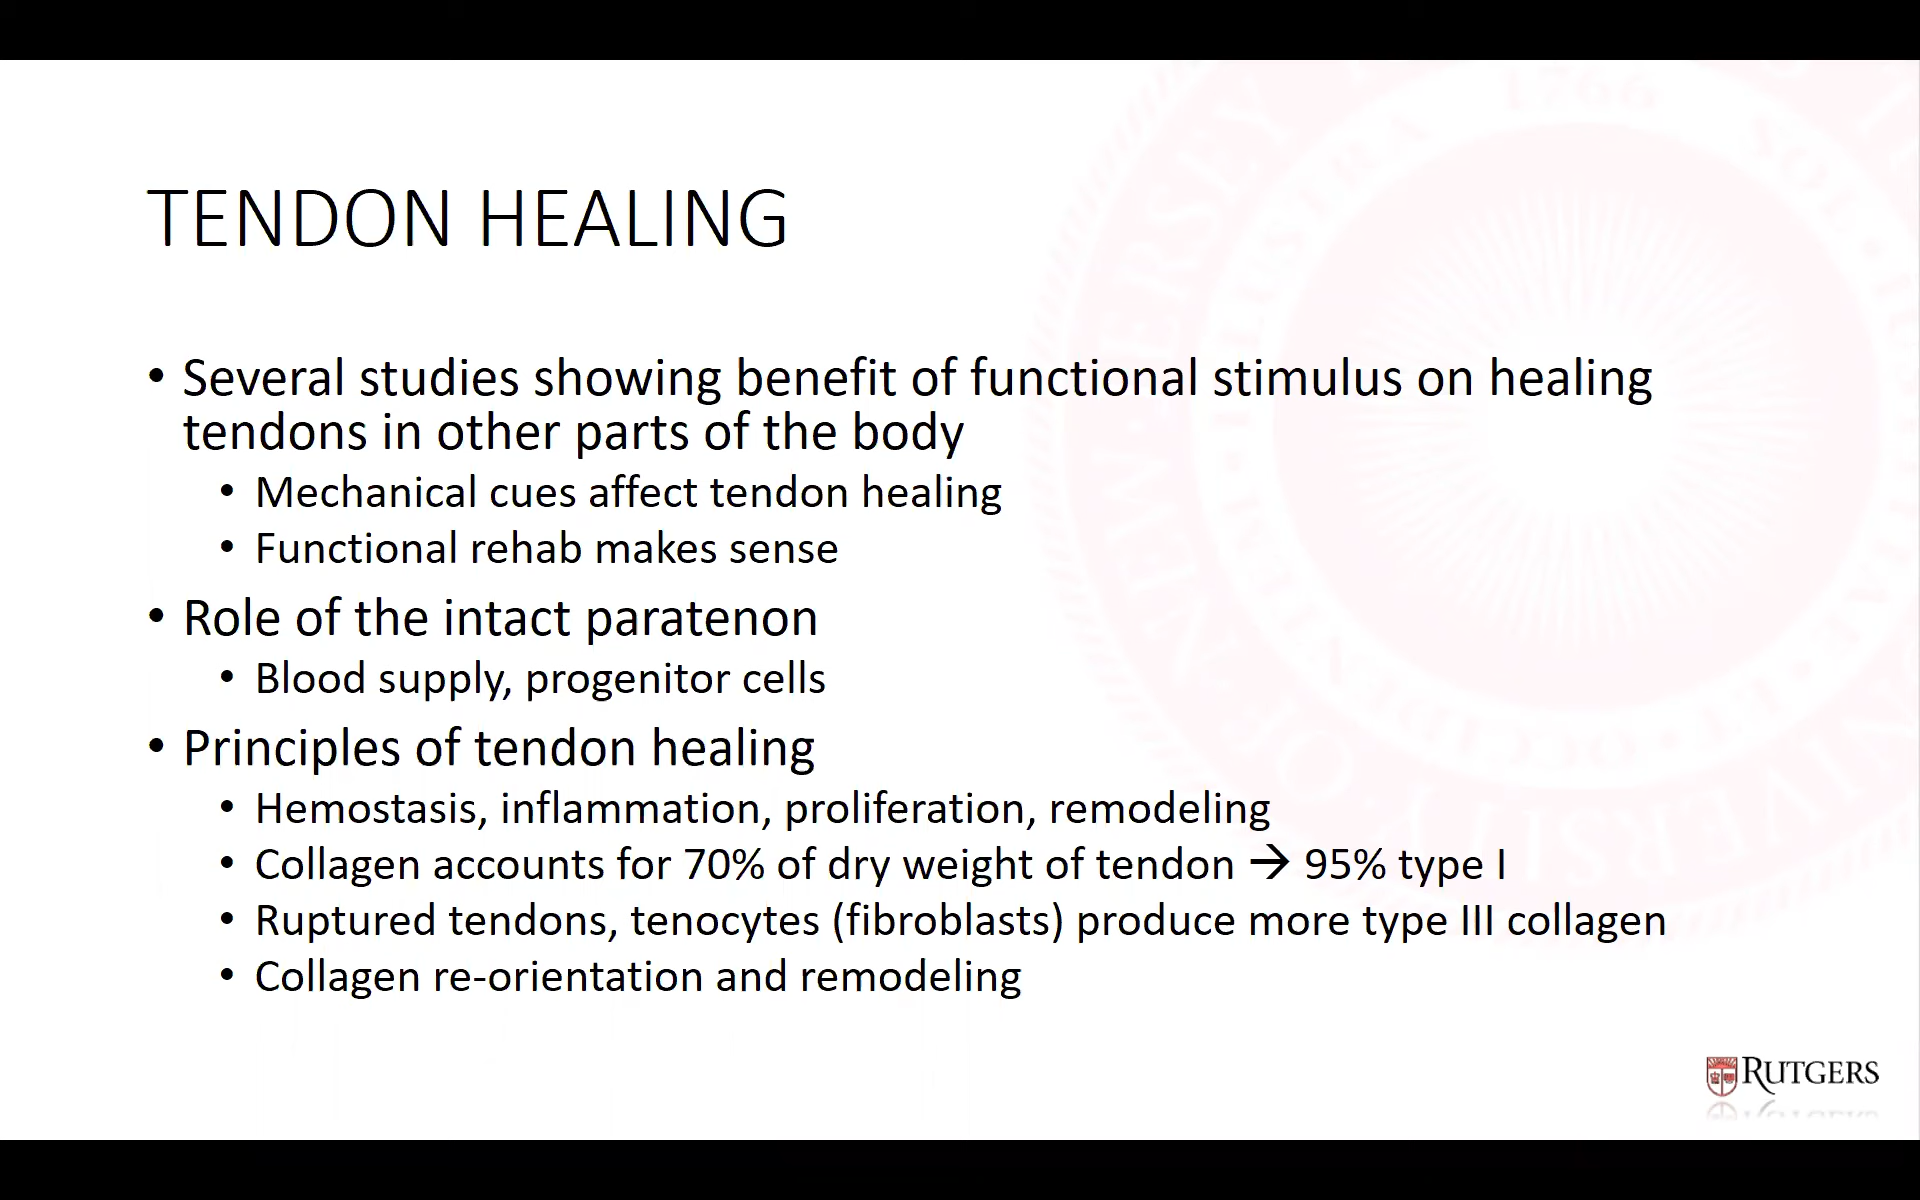 TENDON HEALING
• Several studies showing benefit of functional stimulus on healing
tendons in other parts of the body
• Mechanical cues affect tendon healing
• Functional rehab makes sense
• Role of the intact paratenon
• Blood supply, progenitor cells
• Principles of tendon healing
• Hemostasis, inflammation, proliferation, remodeling
• Collagen accounts for 70% of dry weight of tendon → 95% type I
• Ruptured tendons, tenocytes (fibroblasts) produce more type III collagen
• Collagen re-orientation and remodeling
RUTGERS
1766